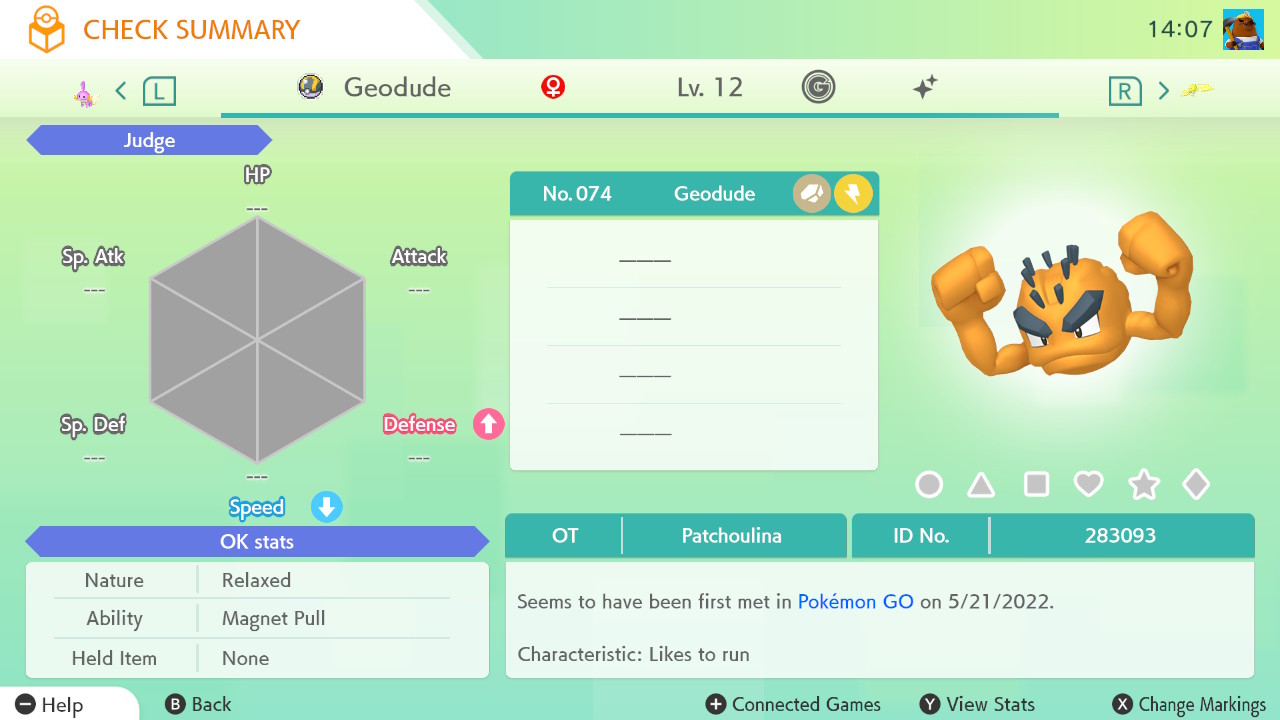 CHECK SUMMARY
14:07
L
Geodude
Lv. 12
G
R
Judge
HP
---
Sp. Atk
---
Attack
---
Sp. Def
---
Defense
---
---
Speed
OK stats
Nature Relaxed
Ability Magnet Pull
Held Item None
No. 074 Geodude
———
———
———
———
OT Patchoulina
ID No. 283093
Seems to have been first met in Pokémon GO on 5/21/2022.
Characteristic: Likes to run
Help
B Back
Connected Games
Y View Stats
X Change Markings